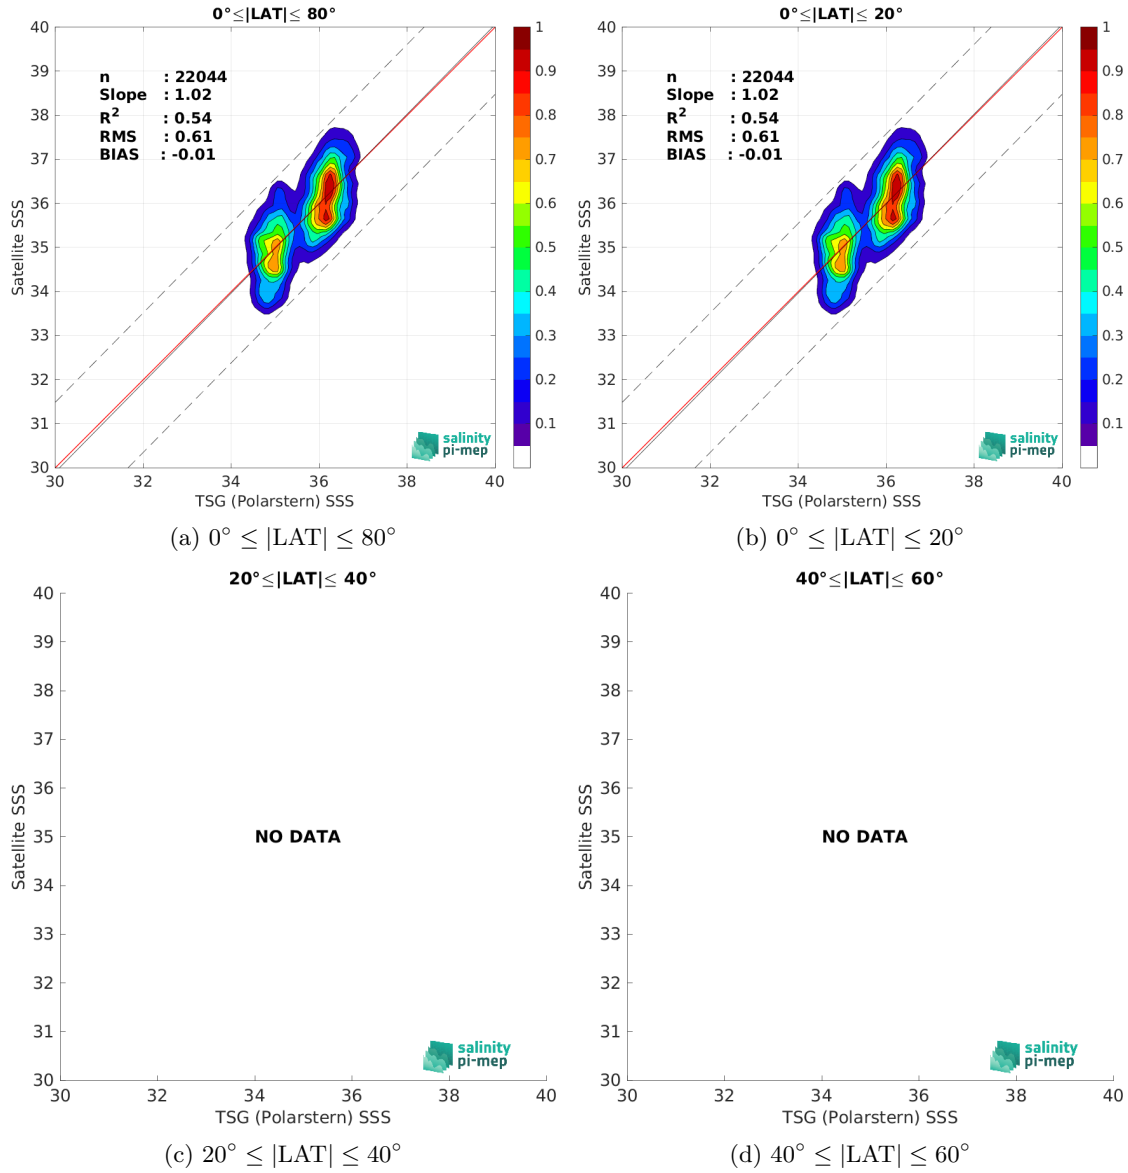 0°≤|LAT|≤ 80°
40
39
38
37
36
35
34
33
32
31
30
Satellite SSS
n : 22044
Slope : 1.02
R² : 0.54
RMS : 0.61
BIAS : -0.01
salinity
pi-mep
1
0.9
0.8
0.7
0.6
0.5
0.4
0.3
0.2
0.1
30 32 34 36 38 40
TSG (Polarstern) SSS
(a) 0° ≤ |LAT| ≤ 80°
0°≤|LAT|≤ 20°
40
39
38
37
36
35
34
33
32
31
30
Satellite SSS
n : 22044
Slope : 1.02
R² : 0.54
RMS : 0.61
BIAS : -0.01
salinity
pi-mep
1
0.9
0.8
0.7
0.6
0.5
0.4
0.3
0.2
0.1
30 32 34 36 38 40
TSG (Polarstern) SSS
(b) 0° ≤ |LAT| ≤ 20°
20°≤|LAT|≤ 40°
40
39
38
37
36
35
34
33
32
31
30
Satellite SSS
NO DATA
salinity
pi-mep
30 32 34 36 38 40
TSG (Polarstern) SSS
(c) 20° ≤ |LAT| ≤ 40°
40°≤|LAT|≤ 60°
40
39
38
37
36
35
34
33
32
31
30
Satellite SSS
NO DATA
salinity
pi-mep
30 32 34 36 38 40
TSG (Polarstern) SSS
(d) 40° ≤ |LAT| ≤ 60°